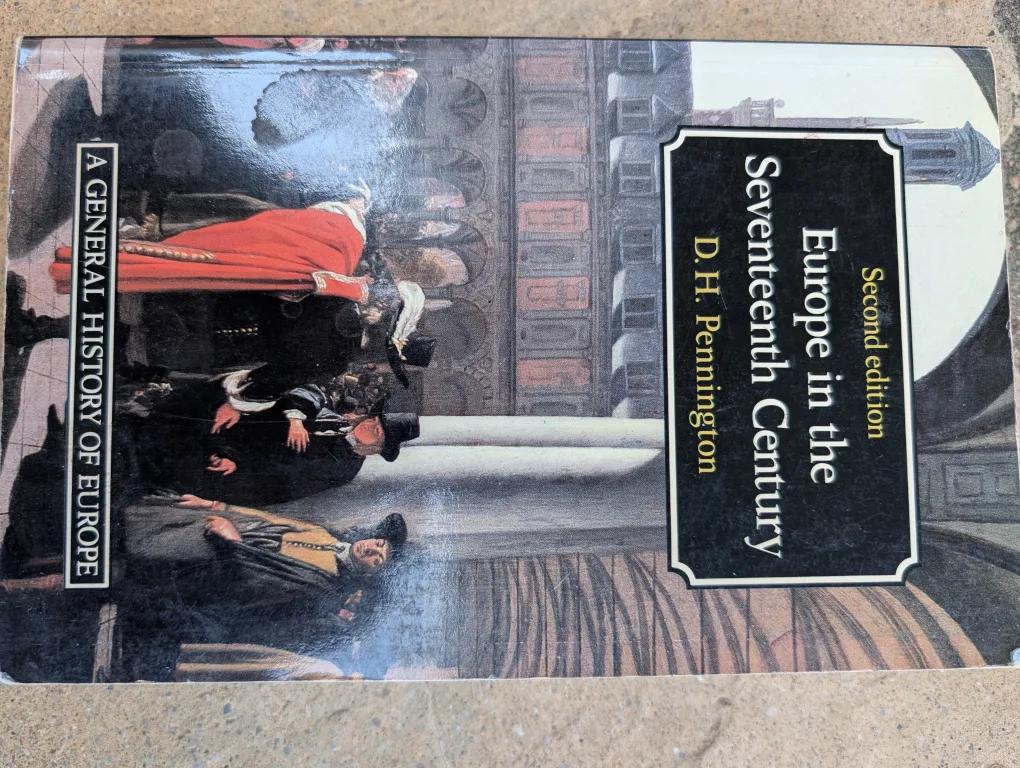 Second edition
Europe in the
Seventeenth Century
D. H. Pennington
A GENERAL HISTORY OF EUROPE